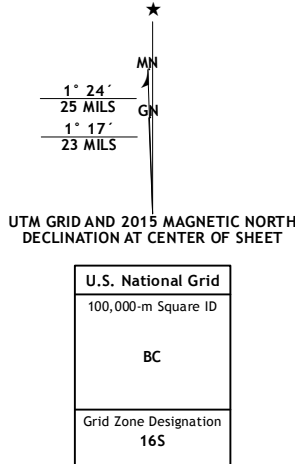 ★
MN
1° 24´
25 MILS
GN
1° 17´
23 MILS
UTM GRID AND 2015 MAGNETIC NORTH
DECLINATION AT CENTER OF SHEET
U.S. National Grid
100,000-m Square ID
BC
Grid Zone Designation
16S